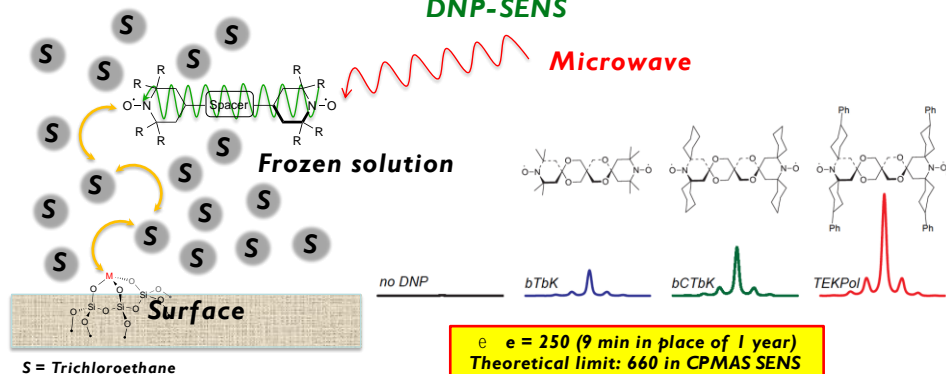 DNP-SENS
Microwave
S
S
S
S
S
R
R
R
R
O
N
Spacer
N
O
R
R
R
R
S
S
Frozen solution
S
S
S
S
S
S
S
S
S
M
O
O
O
Si
Si
Si
O
O
O
O
Surface
S = Trichloroethane
Ph
Ph
O
N
O
O
O
O
N
O
O
N
O
O
O
O
N
O
O
N
O
O
O
O
N
O
Ph
Ph
no DNP
bTbK
bCTbK
TEKPol
e e = 250 (9 min in place of 1 year)
Theoretical limit: 660 in CPMAS SENS